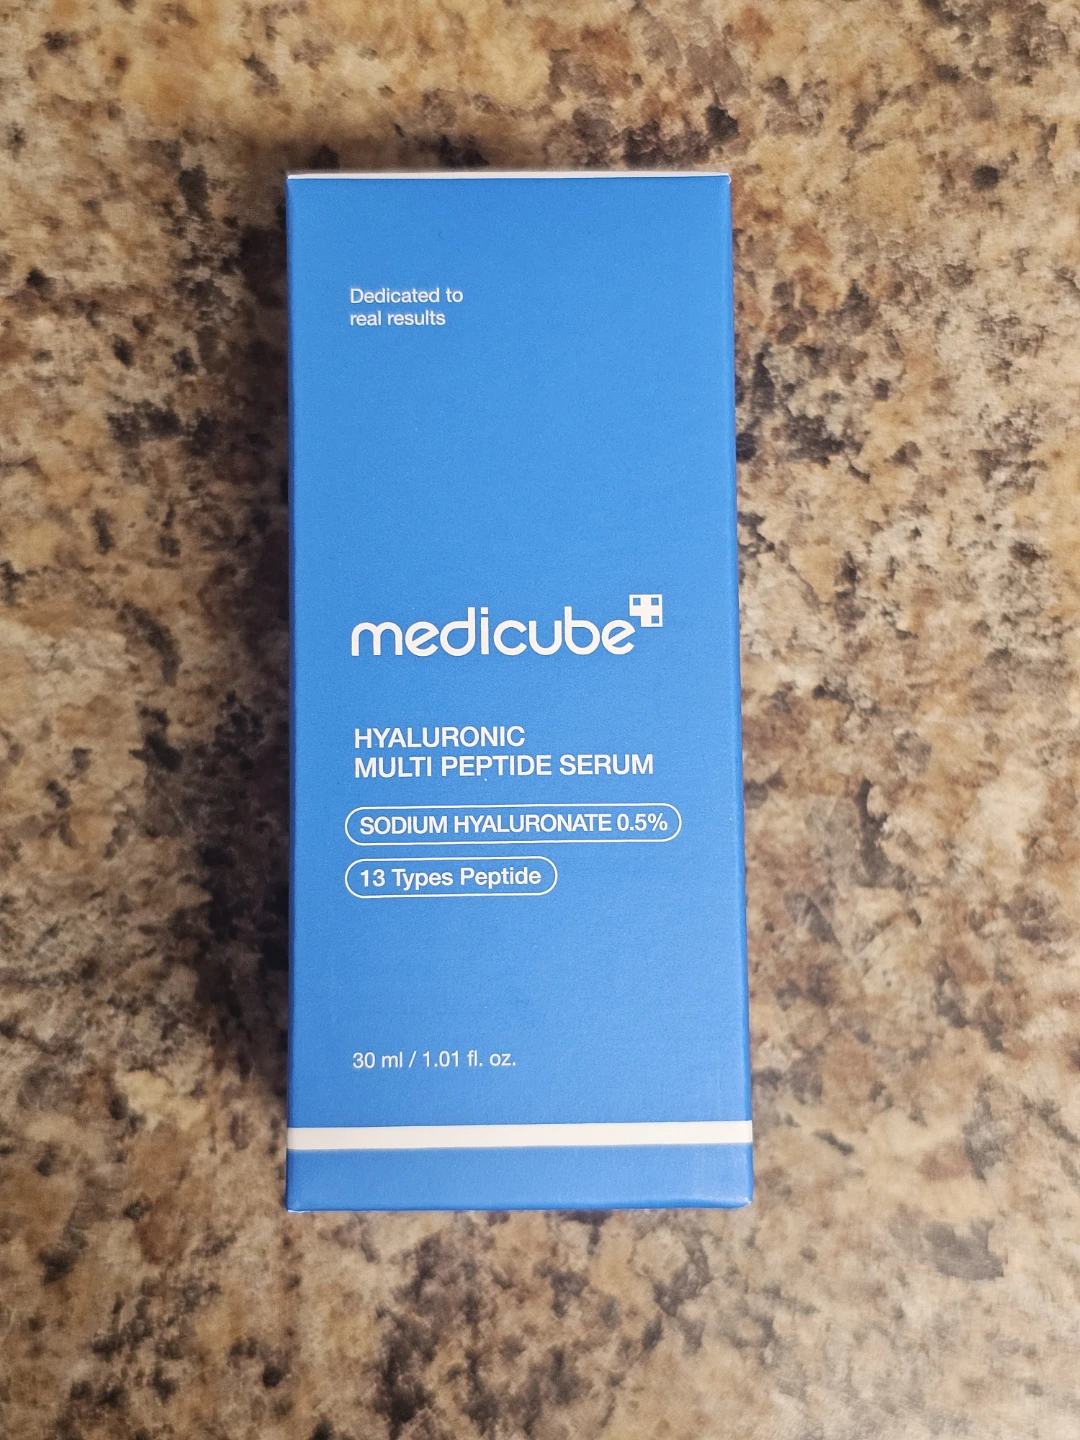 Dedicated to
real results
medicube
HYALURONIC
MULTI PEPTIDE SERUM
SODIUM HYALURONATE 0.5%
13 Types Peptide
30 ml / 1.01 fl. oz.